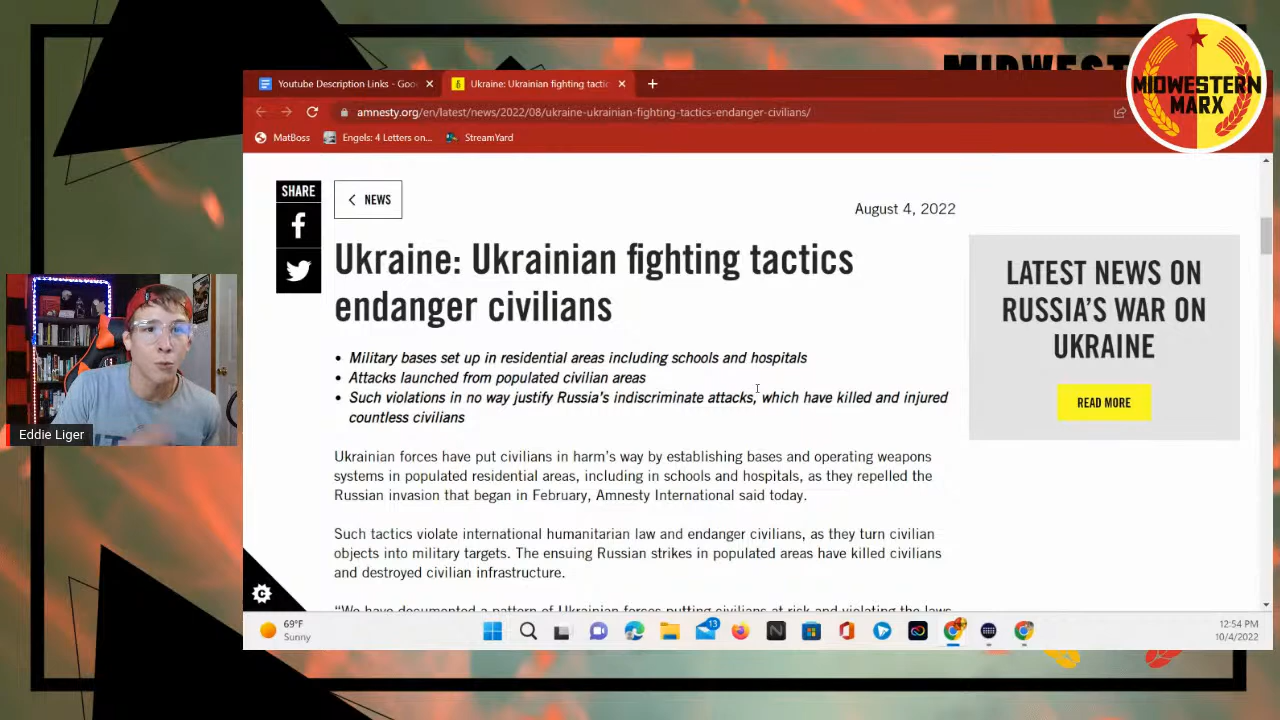 MIDWEST
MIDWESTERN
MARX
Youtube Description Links - Goo
Ukraine: Ukrainian fighting tactic
amnesty.org/en/latest/news/2022/08/ukraine-ukrainian-fighting-tactics-endanger-civilians/
MatBoss
Engels: 4 Letters on...
StreamYard
SHARE
NEWS
August 4, 2022
Ukraine: Ukrainian fighting tactics
endanger civilians
• Military bases set up in residential areas including schools and hospitals
• Attacks launched from populated civilian areas
• Such violations in no way justify Russia's indiscriminate attacks, which have killed and injured
countless civilians
LATEST NEWS ON
RUSSIA'S WAR ON
UKRAINE
READ MORE
Eddie Liger
Ukrainian forces have put civilians in harm's way by establishing bases and operating weapons
systems in populated residential areas, including in schools and hospitals, as they repelled the
Russian invasion that began in February, Amnesty International said today.
Such tactics violate international humanitarian law and endanger civilians, as they turn civilian
objects into military targets. The ensuing Russian strikes in populated areas have killed civilians
and destroyed civilian infrastructure.
"We have documented a pattern of Ukrainian forces putting civilians at risk and violating the laws
69°F
Sunny
13
12:54 PM
10/4/2022